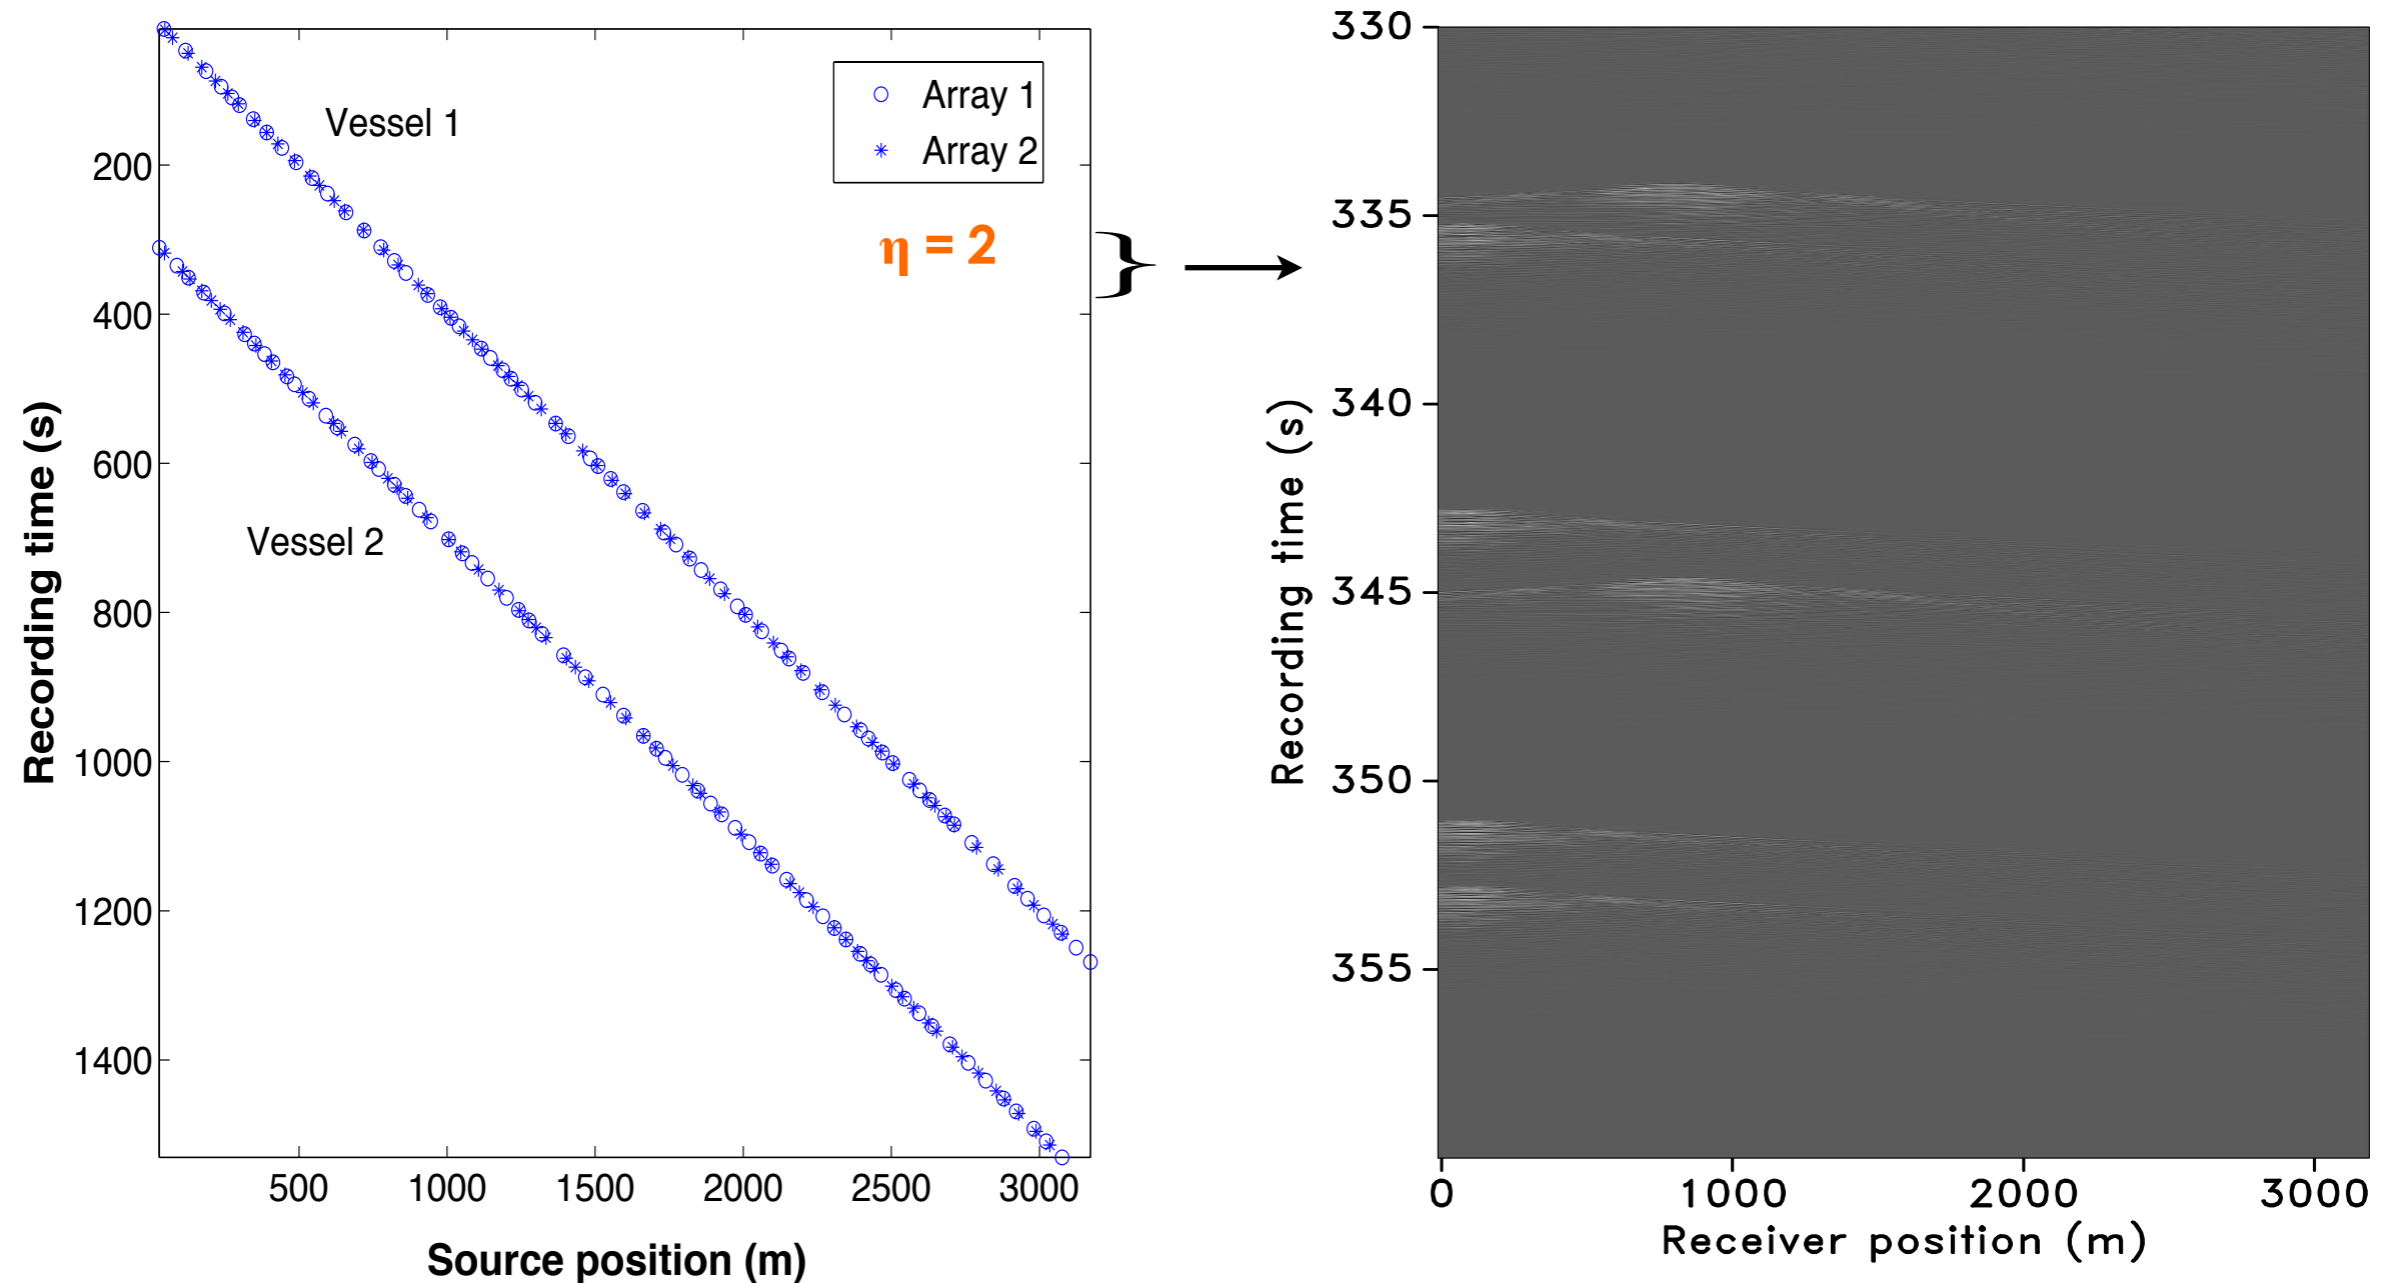 Vessel 1
Array 1
Array 2
η = 2
Vessel 2
200
400
600
800
1000
1200
1400
Recording time (s)
500 1000 1500 2000 2500 3000
Source position (m)
330
335
340
345
350
355
Recording time (s)
0 1000 2000 3000
Receiver position (m)